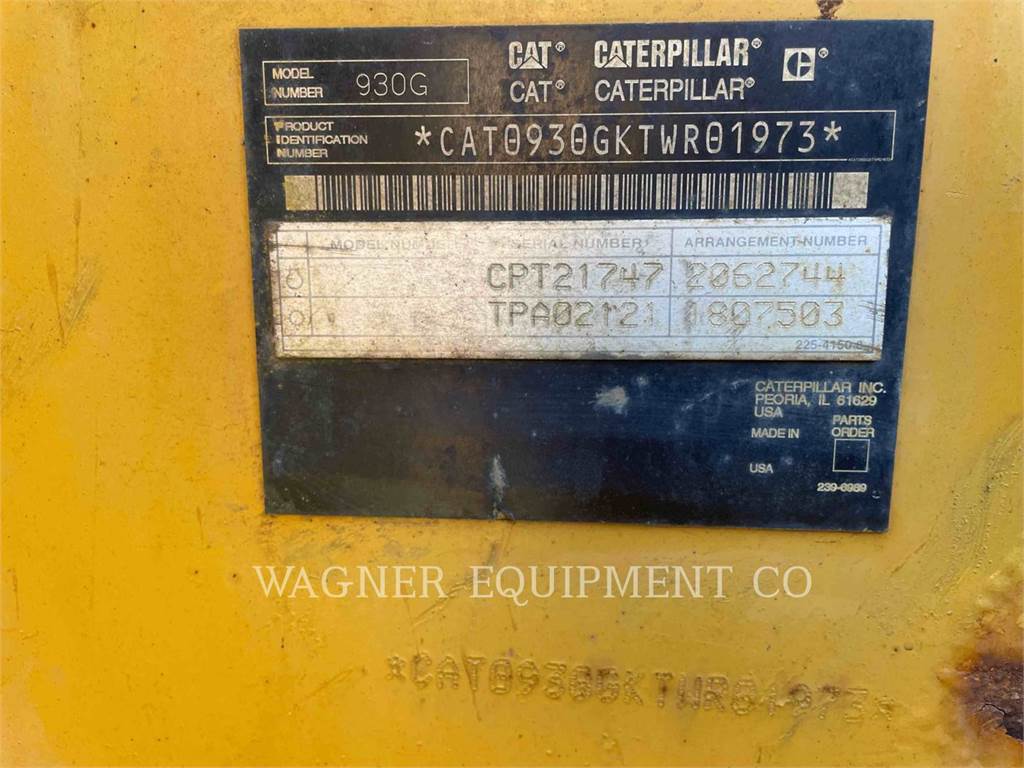 CAT® CATERPILLAR®
MODEL NUMBER 930G
CAT® CATERPILLAR®
PRODUCT IDENTIFICATION NUMBER *CAT0930GKTWR01973*
MODEL NUMBER SERIAL NUMBER ARRANGEMENT NUMBER
CPT21747 2062744
TPA02121 1807503
225-4150
CATERPILLAR INC.
PEORIA, IL 61629
USA
MADE IN
USA
PARTS ORDER
239-6989
WAGNER EQUIPMENT CO
*CAT0930GKTWR01973*